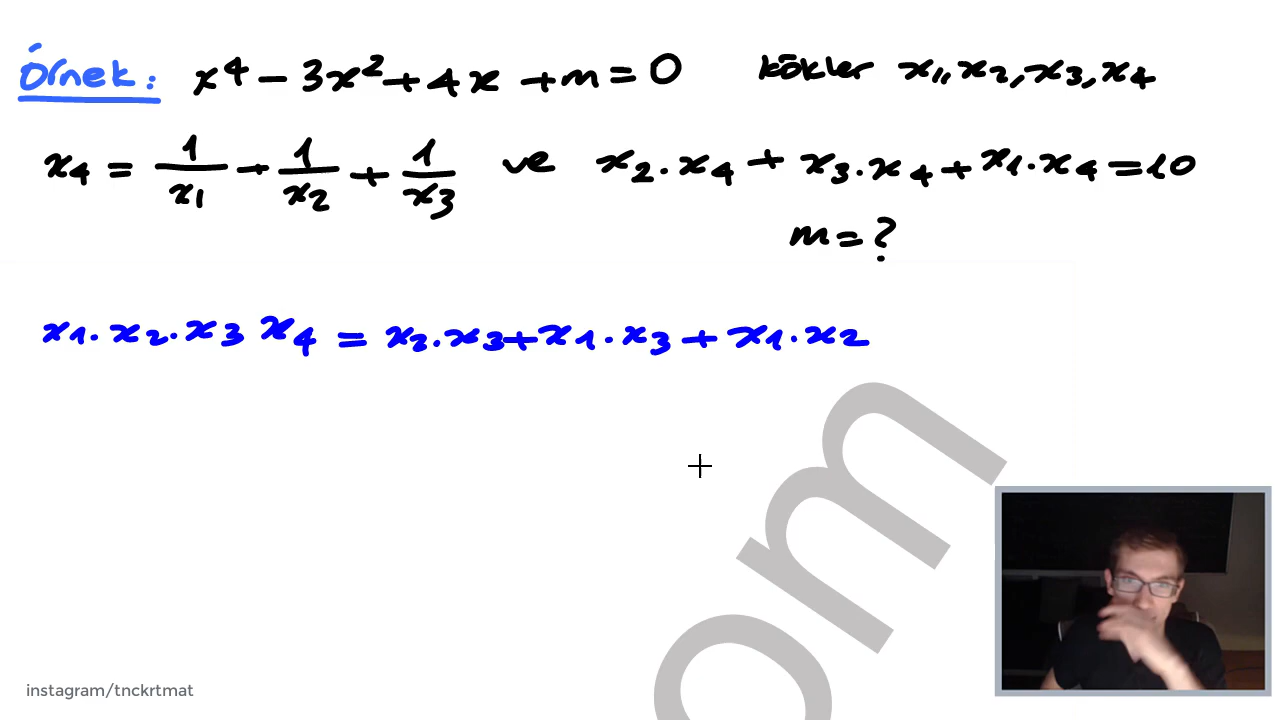 Örnek: x⁴ - 3x² + 4x + m = 0 kökler x₁, x₂, x₃, x₄
x₄ = 1/x₁ + 1/x₂ + 1/x₃ ve x₂.x₄ + x₃.x₄ + x₁.x₄ = 10
m = ?
x₁.x₂.x₃ x₄ = x₂.x₃ + x₁.x₃ + x₁.x₂
om
instagram/tnckrtmat